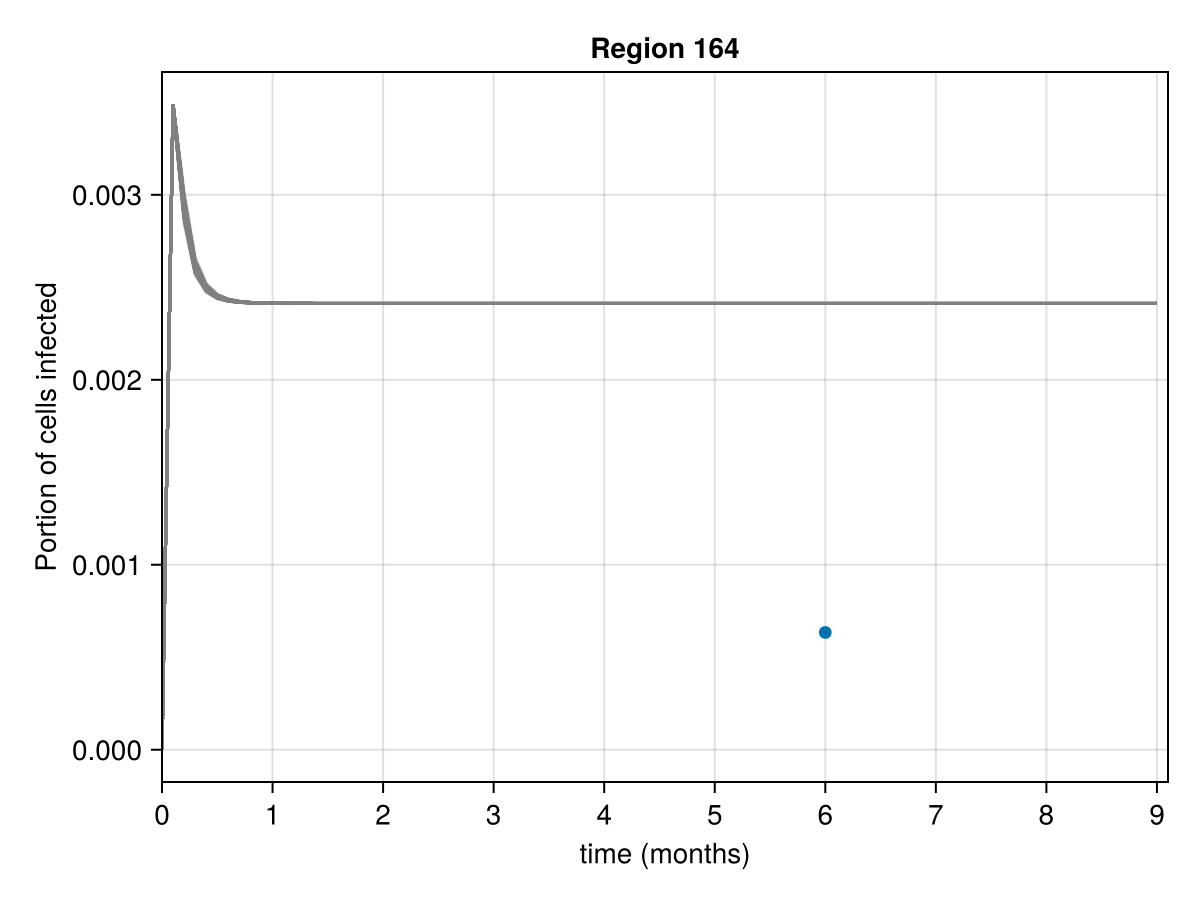 Region 164
Portion of cells infected
0.003
0.002
0.001
0.000
0 1 2 3 4 5 6 7 8 9
time (months)